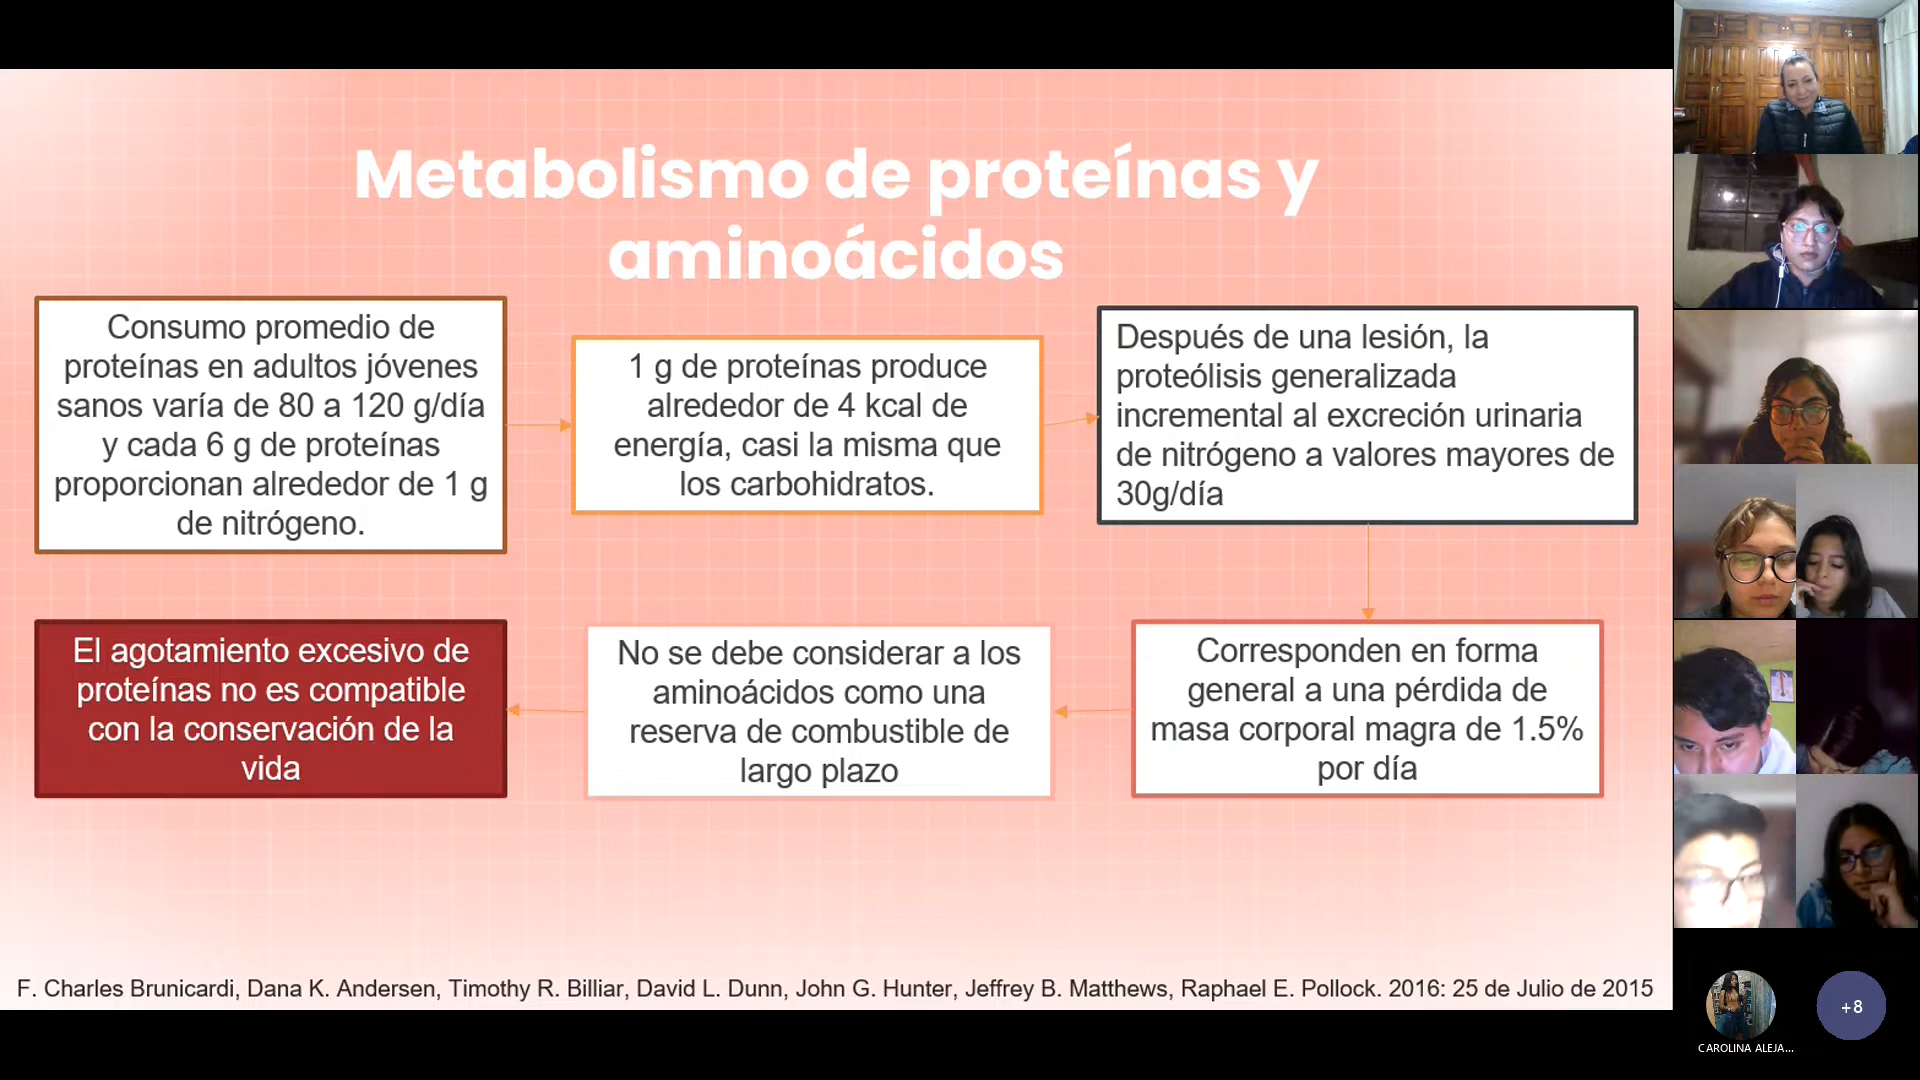 Metabolismo de proteínas y
aminoácidos
Consumo promedio de
proteínas en adultos jóvenes
sanos varía de 80 a 120 g/día
y cada 6 g de proteínas
proporcionan alrededor de 1 g
de nitrógeno.
1 g de proteínas produce
alrededor de 4 kcal de
energía, casi la misma que
los carbohidratos.
Después de una lesión, la
proteólisis generalizada
incremental al excreción urinaria
de nitrógeno a valores mayores de
30g/día
Corresponden en forma
general a una pérdida de
masa corporal magra de 1.5%
por día
No se debe considerar a los
aminoácidos como una
reserva de combustible de
largo plazo
El agotamiento excesivo de
proteínas no es compatible
con la conservación de la
vida
F. Charles Brunicardi, Dana K. Andersen, Timothy R. Billiar, David L. Dunn, John G. Hunter, Jeffrey B. Matthews, Raphael E. Pollock. 2016: 25 de Julio de 2015
+8
CAROLINA ALEJA...